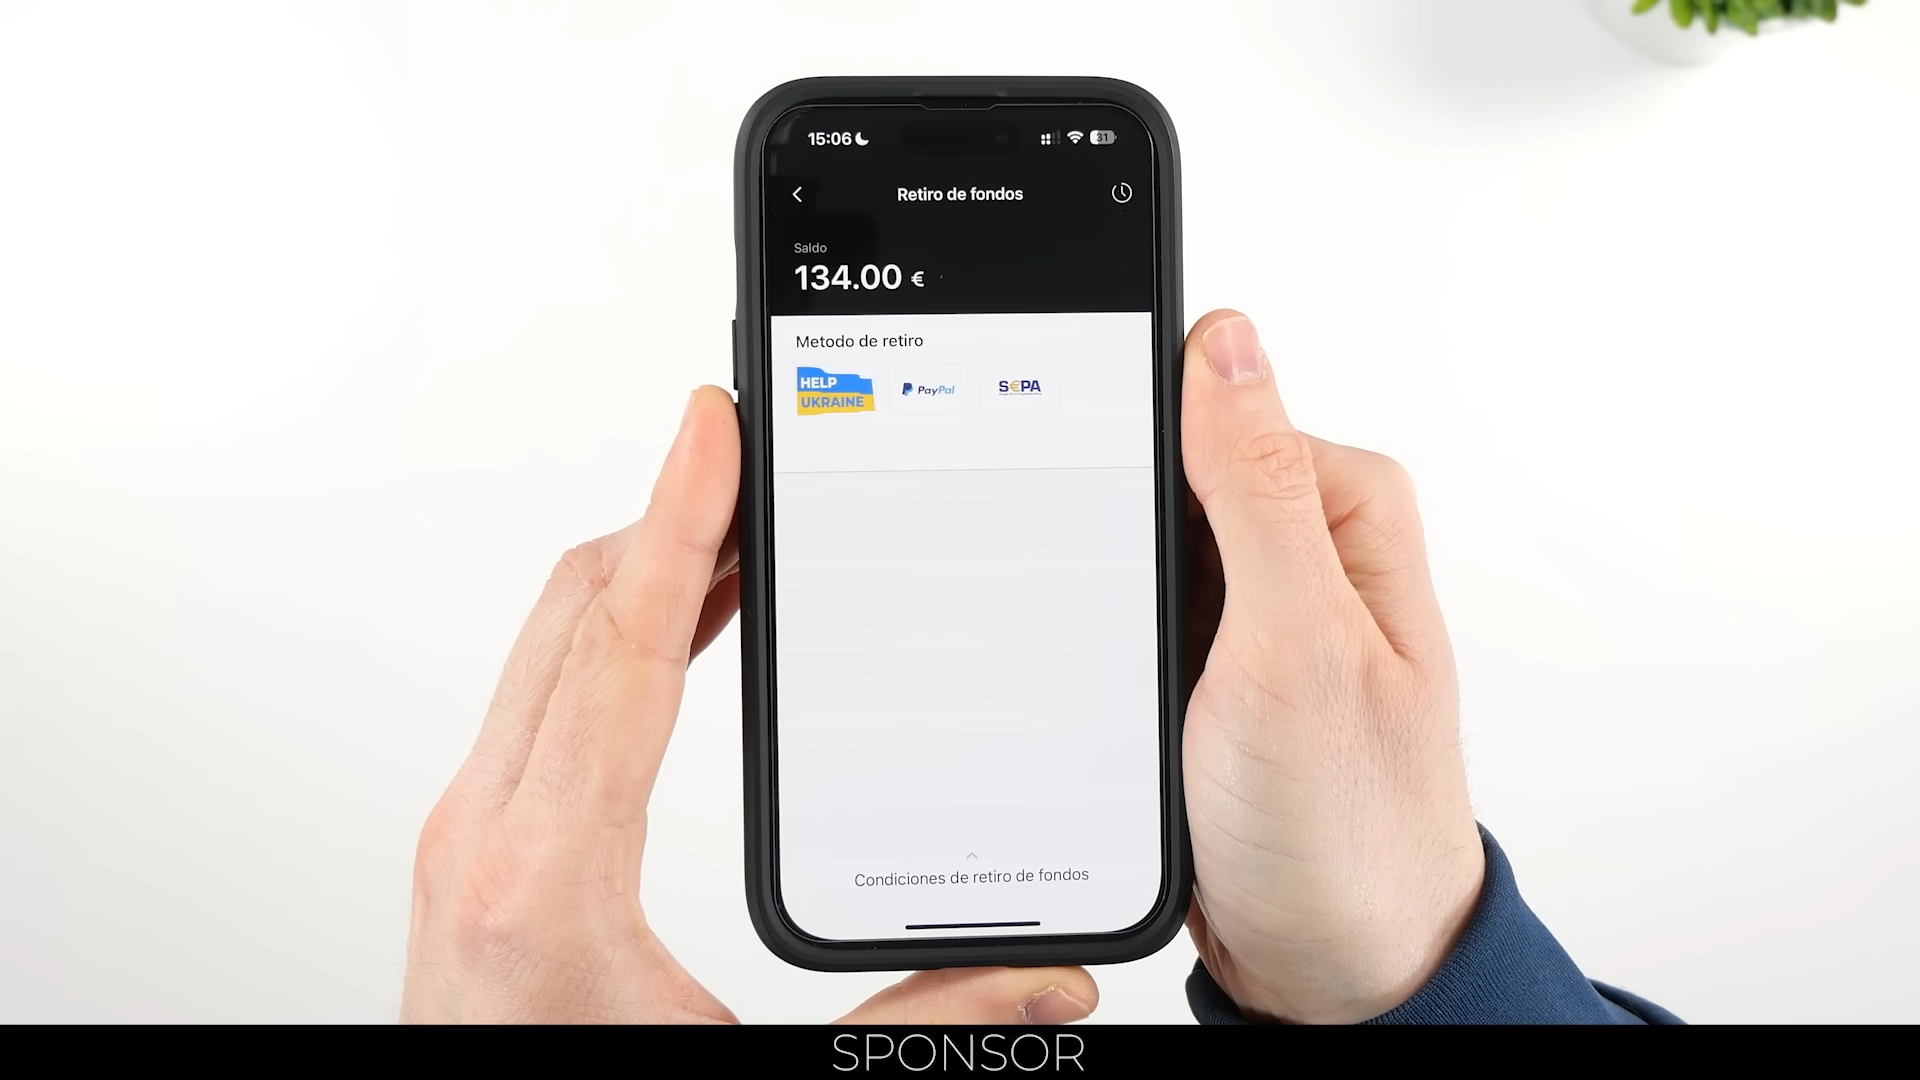 15:06
31
Retiro de fondos
Saldo
134.00 €
Metodo de retiro
HELP
UKRAINE
PayPal
S€PA
Condiciones de retiro de fondos
SPONSOR